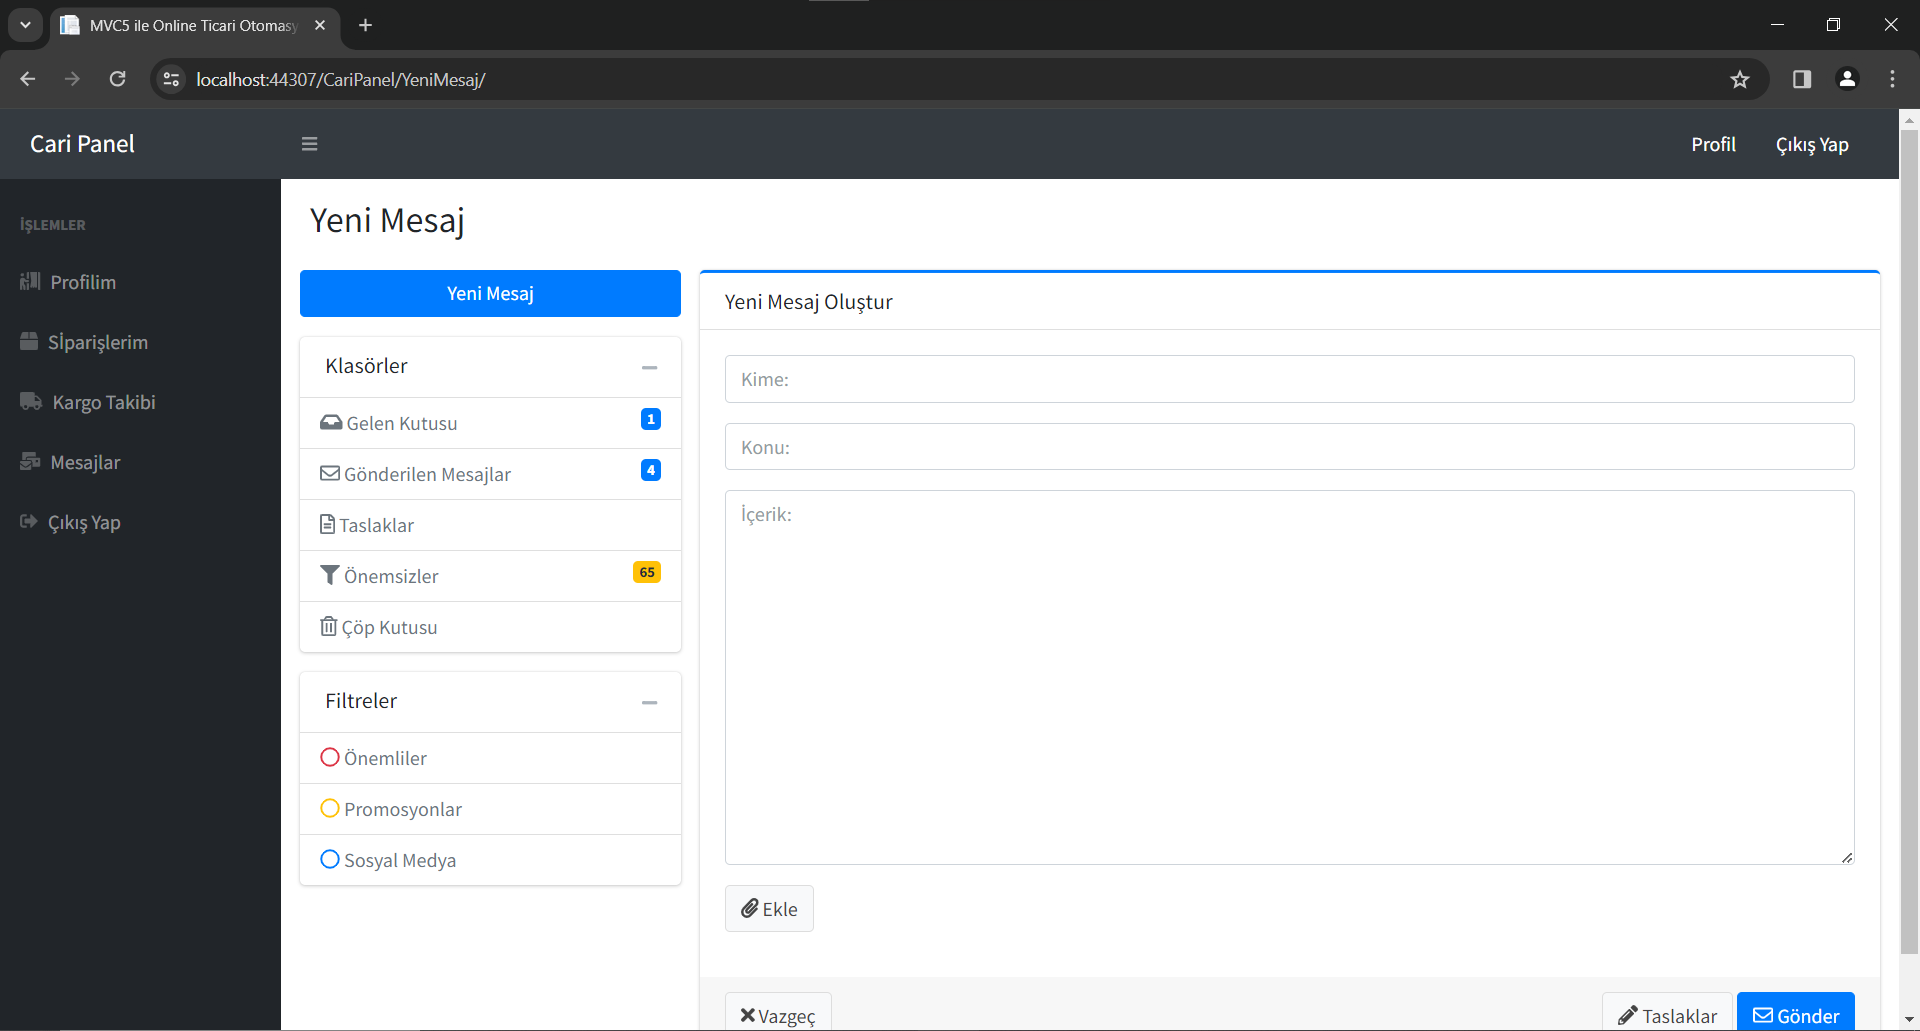 MVC5 ile Online Ticari Otomasy
localhost:44307/CariPanel/YeniMesaj/
Cari Panel
Profil
Çıkış Yap
İŞLEMLER
Profilim
Sİparişlerim
Kargo Takibi
Mesajlar
Çıkış Yap
Yeni Mesaj
Yeni Mesaj
Klasörler
Gelen Kutusu 1
Gönderilen Mesajlar 4
Taslaklar
Önemsizler 65
Çöp Kutusu
Filtreler
Önemliler
Promosyonlar
Sosyal Medya
Yeni Mesaj Oluştur
Kime:
Konu:
İçerik:
Ekle
Vazgeç
Taslaklar
Gönder